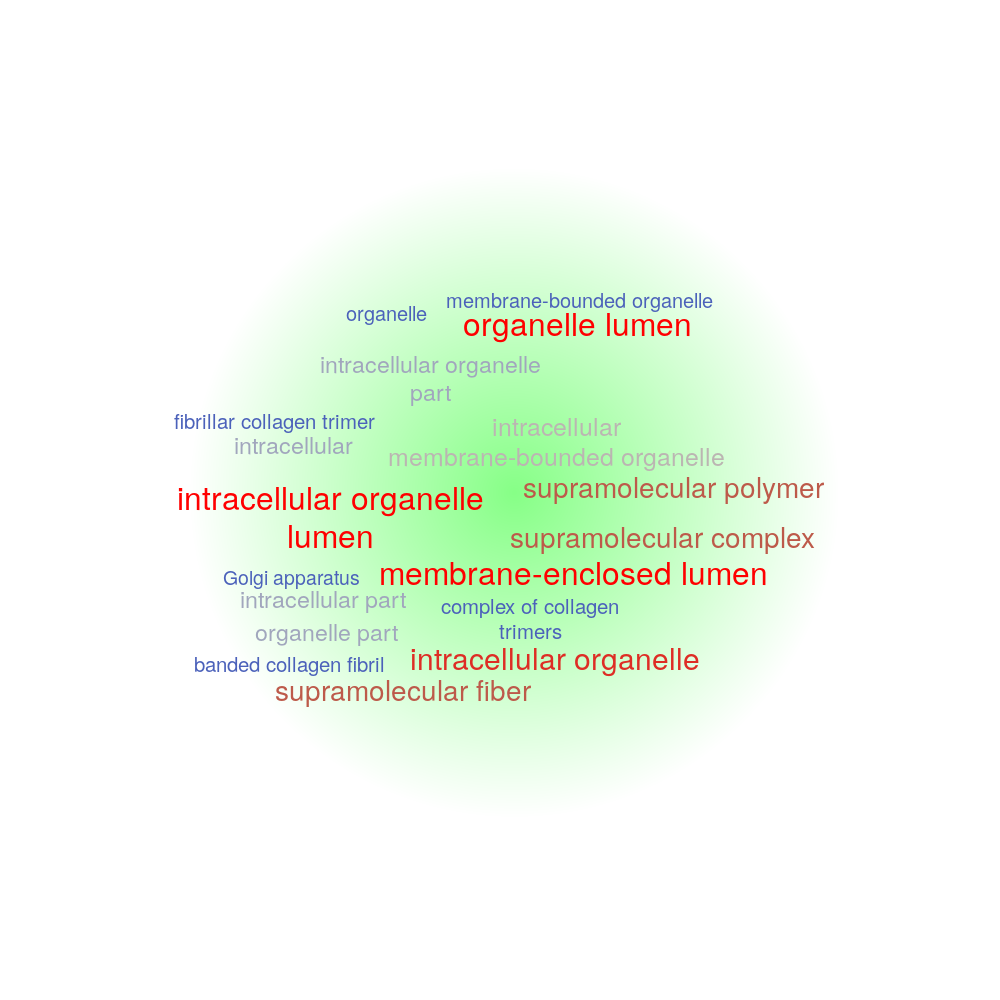 membrane-bounded organelle
organelle
organelle lumen
intracellular organelle
part
fibrillar collagen trimer
intracellular
intracellular
membrane-bounded organelle
supramolecular polymer
intracellular organelle
lumen
supramolecular complex
membrane-enclosed lumen
Golgi apparatus
intracellular part
complex of collagen
trimers
organelle part
intracellular organelle
banded collagen fibril
supramolecular fiber